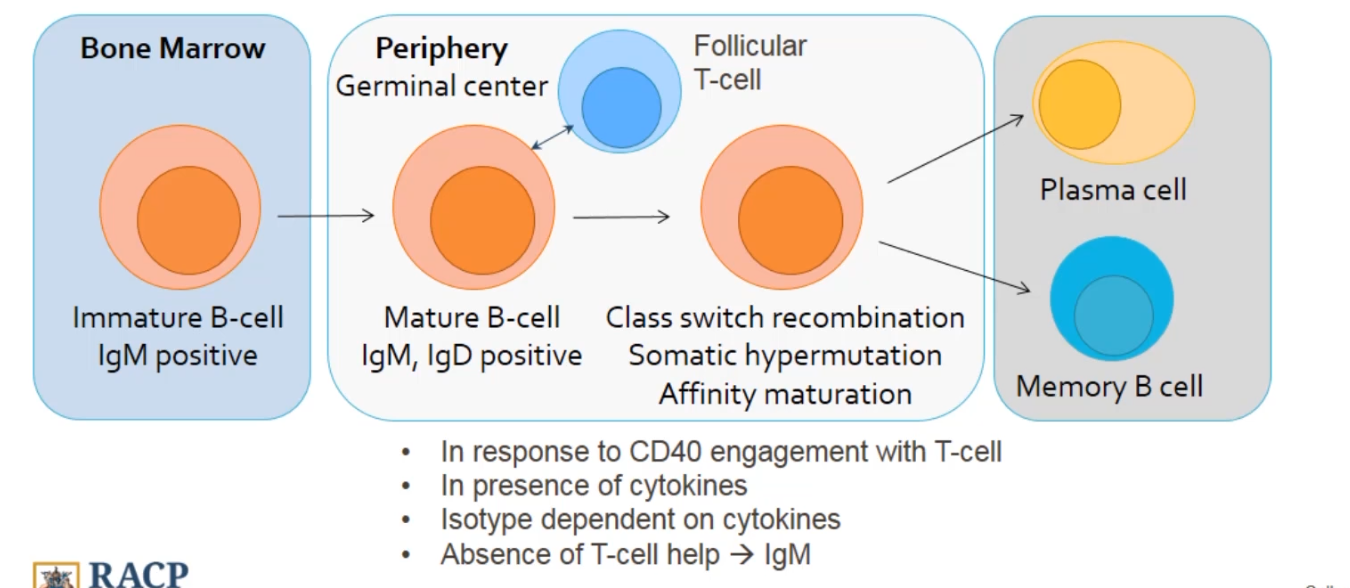 Bone Marrow
Immature B-cell
IgM positive
Periphery
Germinal center
Follicular
T-cell
Mature B-cell
IgM, IgD positive
Class switch recombination
Somatic hypermutation
Affinity maturation
Plasma cell
Memory B cell
• In response to CD40 engagement with T-cell
• In presence of cytokines
• Isotype dependent on cytokines
• Absence of T-cell help → IgM
RACP